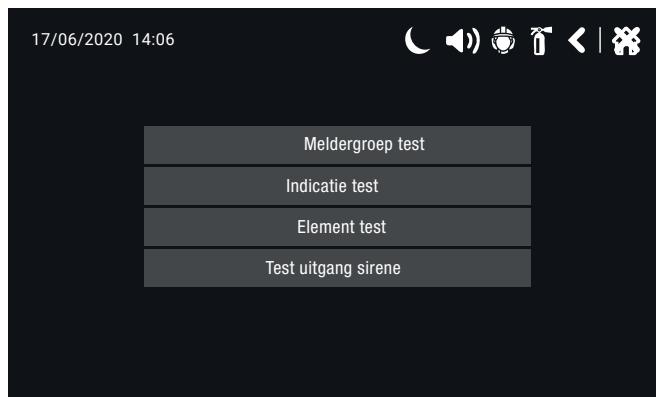 17/06/2020 14:06
Meldergroep test
Indicatie test
Element test
Test uitgang sirene